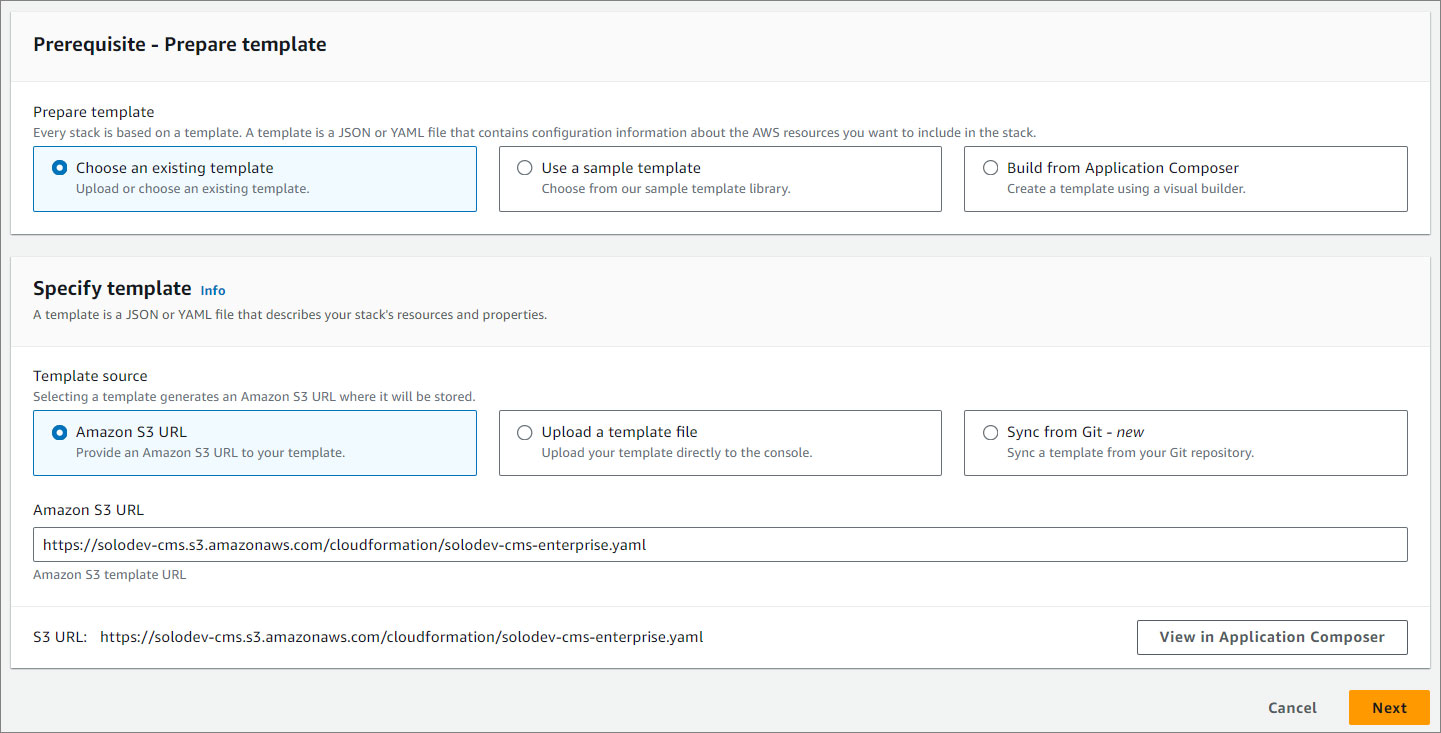 Prerequisite - Prepare template
Prepare template
Every stack is based on a template. A template is a JSON or YAML file that contains configuration information about the AWS resources you want to include in the stack.
Choose an existing template
Upload or choose an existing template.
Use a sample template
Choose from our sample template library.
Build from Application Composer
Create a template using a visual builder.
Specify template Info
A template is a JSON or YAML file that describes your stack's resources and properties.
Template source
Selecting a template generates an Amazon S3 URL where it will be stored.
Amazon S3 URL
Provide an Amazon S3 URL to your template.
Upload a template file
Upload your template directly to the console.
Sync from Git - new
Sync a template from your Git repository.
Amazon S3 URL
https://solodev-cms.s3.amazonaws.com/cloudformation/solodev-cms-enterprise.yaml
Amazon S3 template URL
S3 URL: https://solodev-cms.s3.amazonaws.com/cloudformation/solodev-cms-enterprise.yaml
View in Application Composer
Cancel
Next